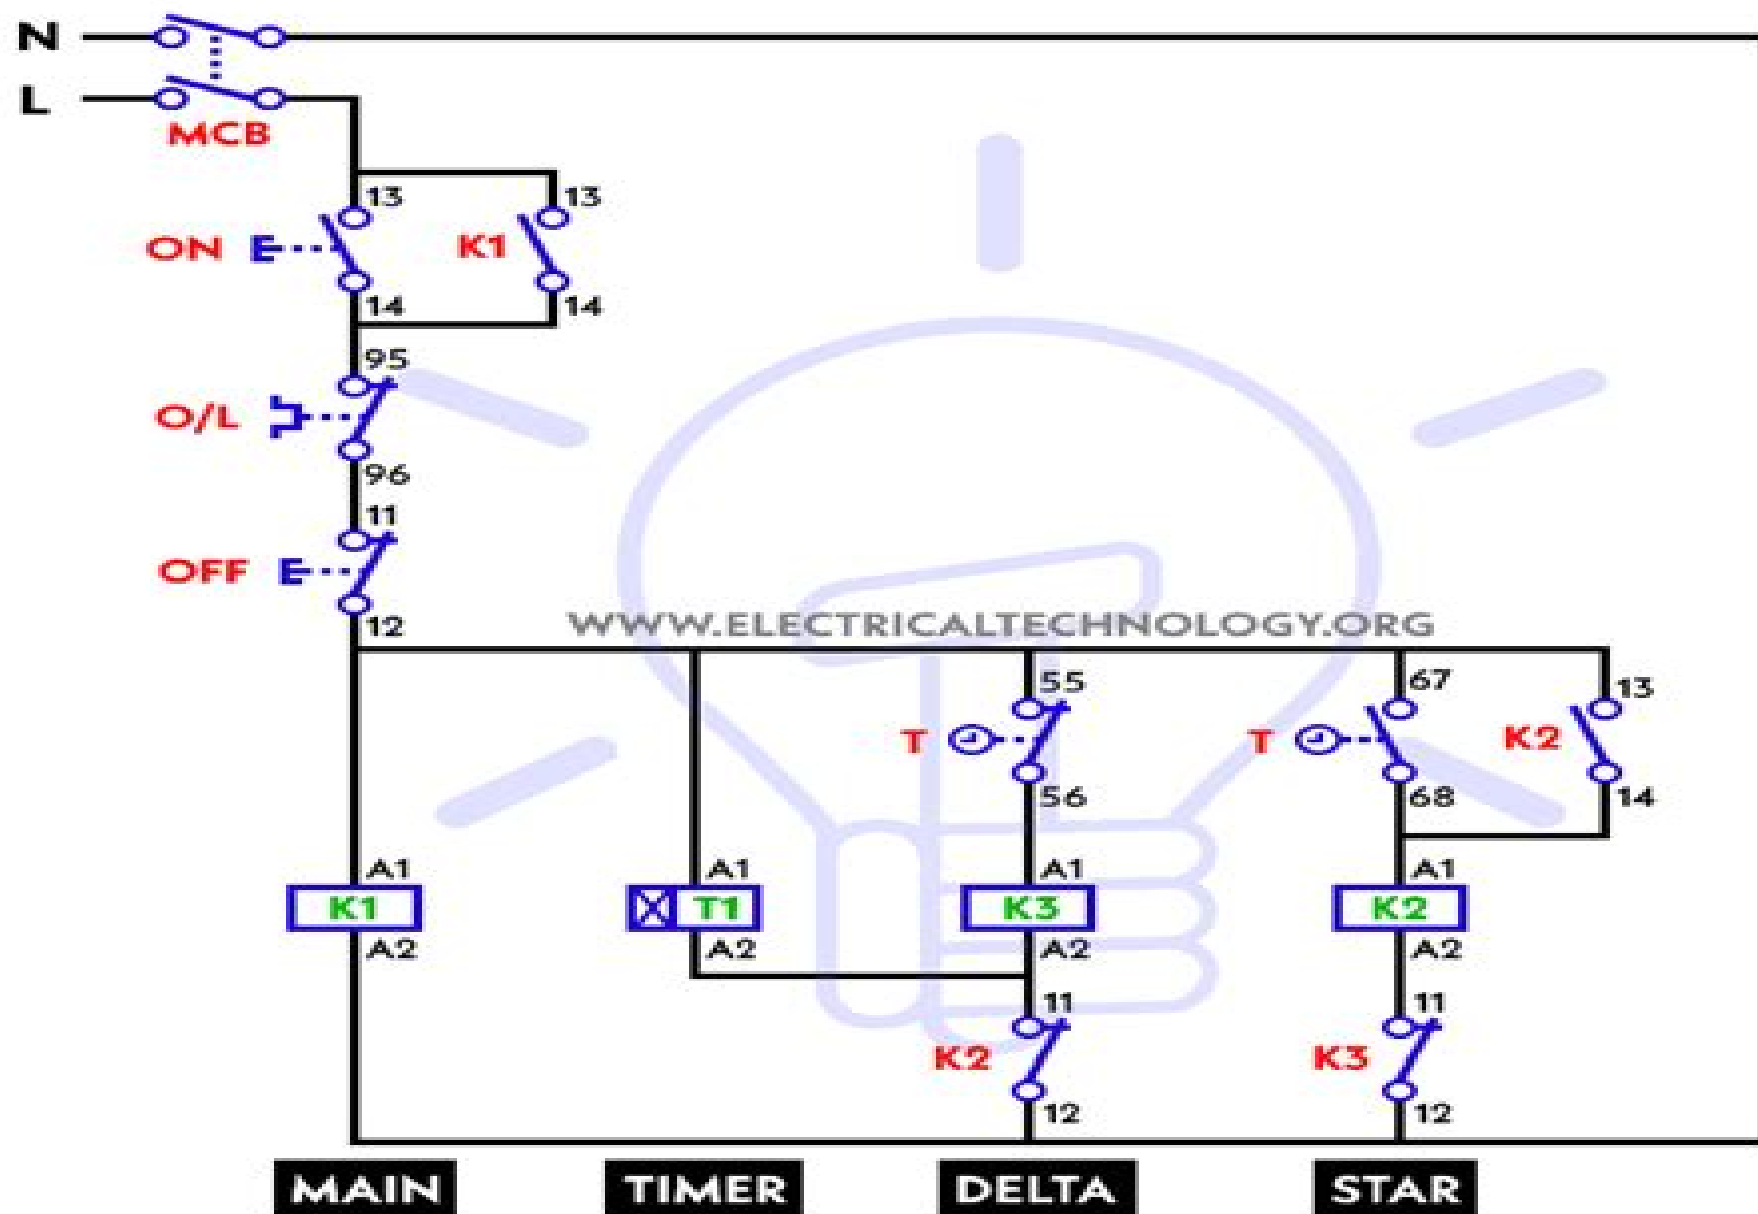 N
L
MCB
13 13
ON E K1
14 14
95
O/L
96
11
OFF E
12
WWW.ELECTRICALTECHNOLOGY.ORG
55 67 13
T T K2
56 68 14
A1 A1 A1 A1
K1 T1 K3 K2
A2 A2 A2 A2
11 11
K2 K3
12 12
MAIN TIMER DELTA STAR